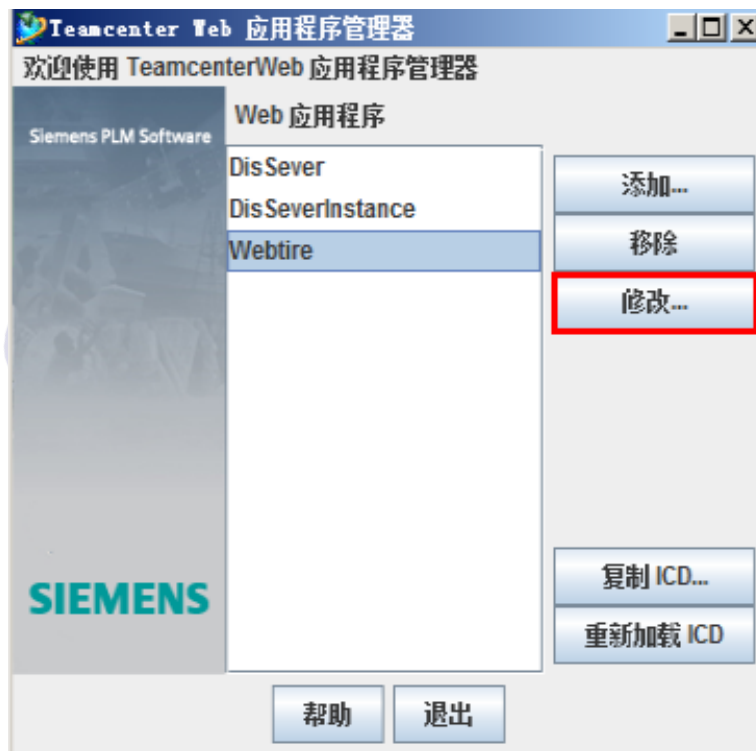 Teamcenter Web 应用程序管理器
欢迎使用 TeamcenterWeb 应用程序管理器
Siemens PLM Software
Web 应用程序
DisSever
DisSeverInstance
Webtire
添加...
移除
修改...
复制 ICD...
重新加载 ICD
SIEMENS
帮助
退出